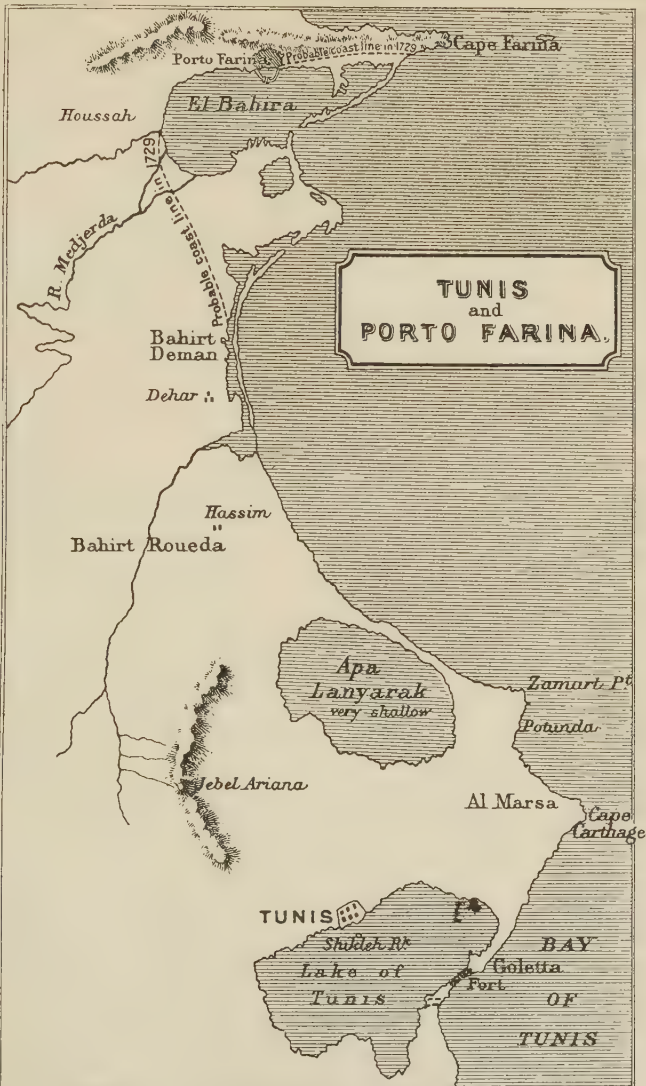 Cape Farina
Probable coast line in 1729
Porto Farina
El Bahira
Houssah
Probable coast line in 1729
R. Medjerda
TUNIS
and
PORTO FARINA.
Bahirt
Deman
Dehar
Hassim
Bahirt Roueda
Apa
Lanyarak
very shallow
Zamart Pt.
Potunda
Jebel Ariana
Al Marsa
Cape
Carthage
TUNIS
Shikleh Rk.
Lake of
Tunis
Goletta
Fort
BAY
OF
TUNIS